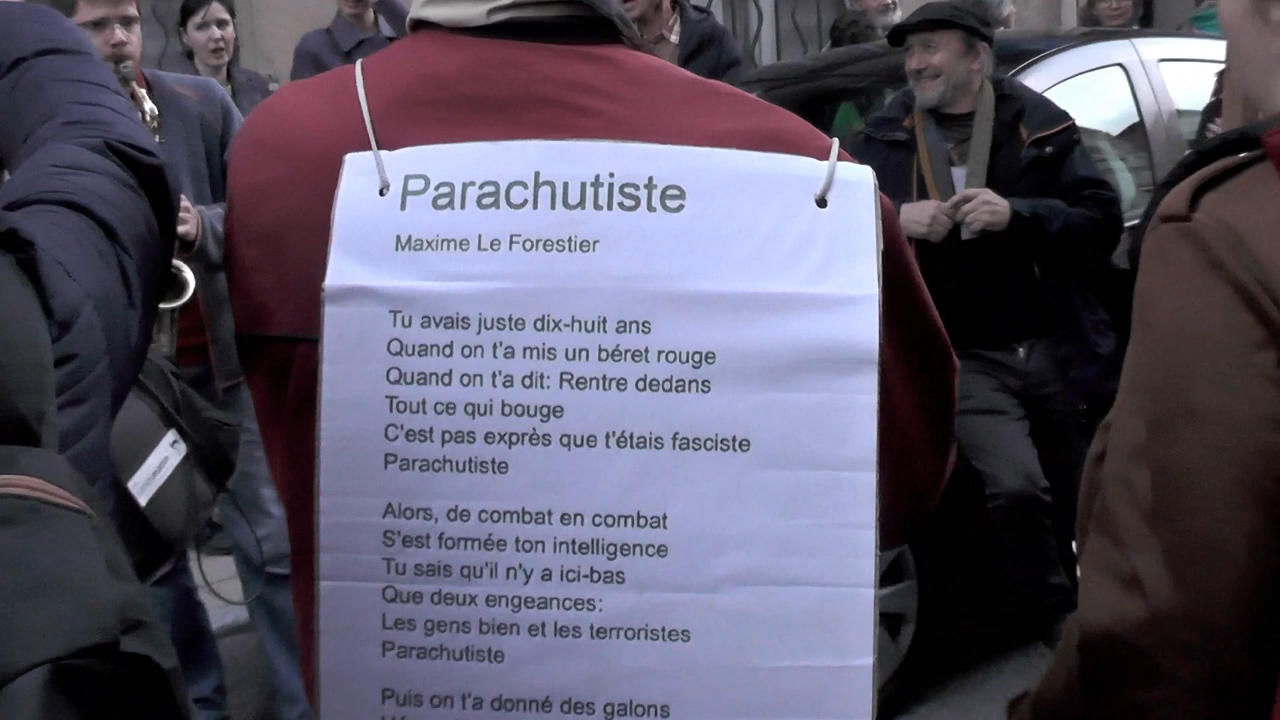 Parachutiste
Maxime Le Forestier
Tu avais juste dix-huit ans
Quand on t'a mis un béret rouge
Quand on t'a dit: Rentre dedans
Tout ce qui bouge
C'est pas exprès que t'étais fasciste
Parachutiste
Alors, de combat en combat
S'est formée ton intelligence
Tu sais qu'il n'y a ici-bas
Que deux engeances:
Les gens bien et les terroristes
Parachutiste
Puis on t'a donné des galons